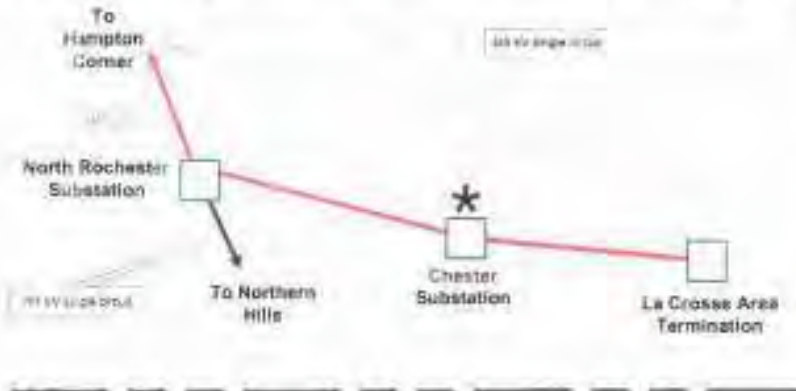 To
Hampton
Corner
North Rochester
Substation
To Northern
Hills
*
Chester
Substation
La Crosse Area
Termination